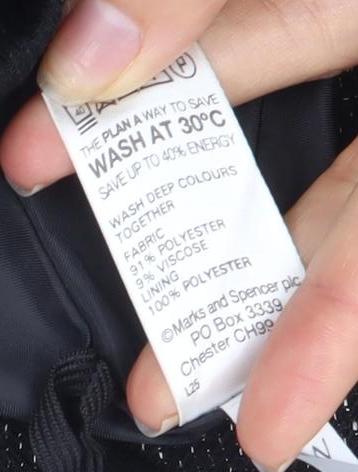 40
P
THE PLAN A WAY TO SAVE
WASH AT 30°C
SAVE UP TO 40% ENERGY
WASH DEEP COLOURS
TOGETHER
FABRIC
91% POLYESTER
9% VISCOSE
LINING
100% POLYESTER
©Marks and Spencer plc
PO Box 3339
Chester CH99
L25
N